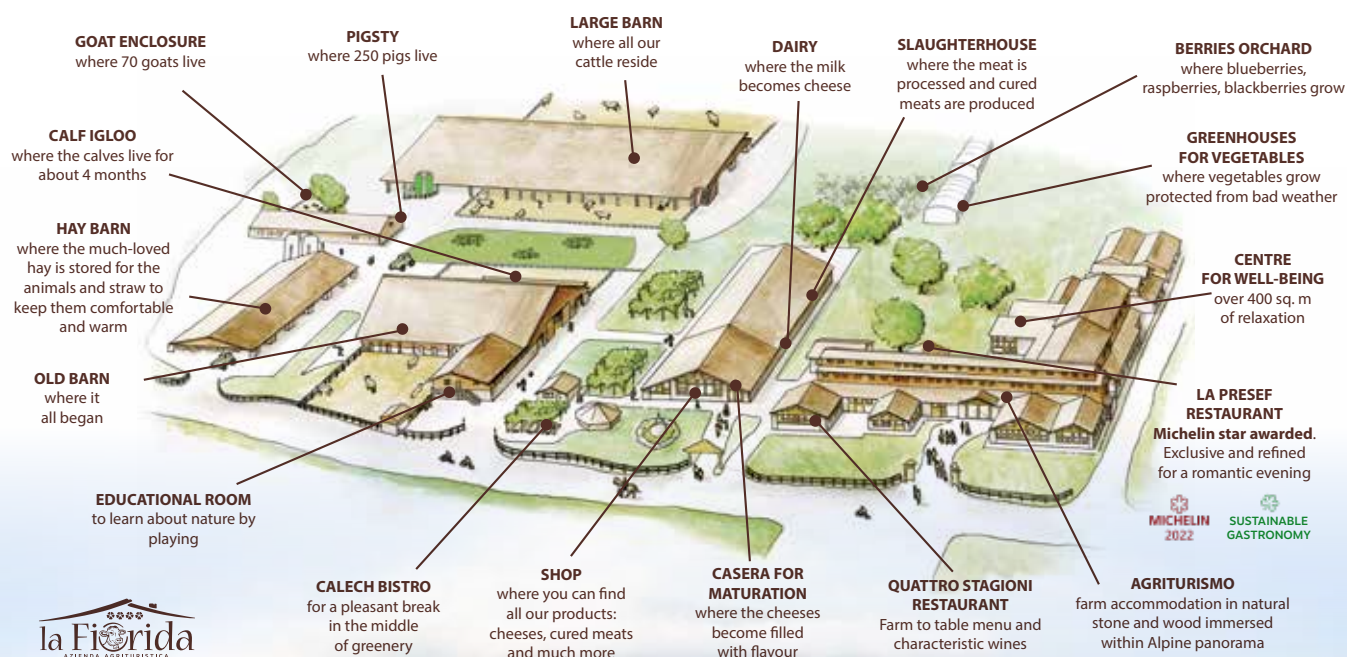 GOAT ENCLOSURE
where 70 goats live
PIGSTY
where 250 pigs live
LARGE BARN
where all our
cattle reside
DAIRY
where the milk
becomes cheese
SLAUGHTERHOUSE
where the meat is
processed and cured
meats are produced
BERRIES ORCHARD
where blueberries,
raspberries, blackberries grow
CALF IGLOO
where the calves live for
about 4 months
GREENHOUSES
FOR VEGETABLES
where vegetables grow
protected from bad weather
HAY BARN
where the much-loved
hay is stored for the
animals and straw to
keep them comfortable
and warm
CENTRE
FOR WELL-BEING
over 400 sq. m
of relaxation
OLD BARN
where it
all began
LA PRESEF
RESTAURANT
Michelin star awarded.
Exclusive and refined
for a romantic evening
MICHELIN
2022
SUSTAINABLE
GASTRONOMY
EDUCATIONAL ROOM
to learn about nature by
playing
CALECH BISTRO
for a pleasant break
in the middle
of greenery
SHOP
where you can find
all our products:
cheeses, cured meats
and much more
CASERA FOR
MATURATION
where the cheeses
become filled
with flavour
QUATTRO STAGIONI
RESTAURANT
Farm to table menu and
characteristic wines
AGRITURISMO
farm accommodation in natural
stone and wood immersed
within Alpine panorama
la Fiorida
AZIENDA AGRITURISTICA